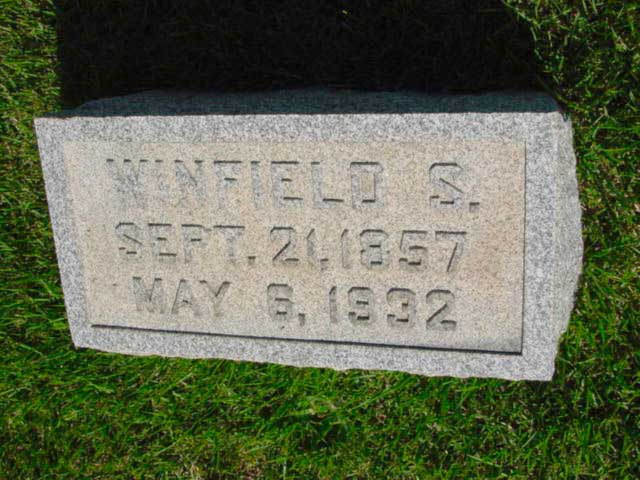 WINFIELD S.
SEPT. 21, 1857
MAY 6, 1932